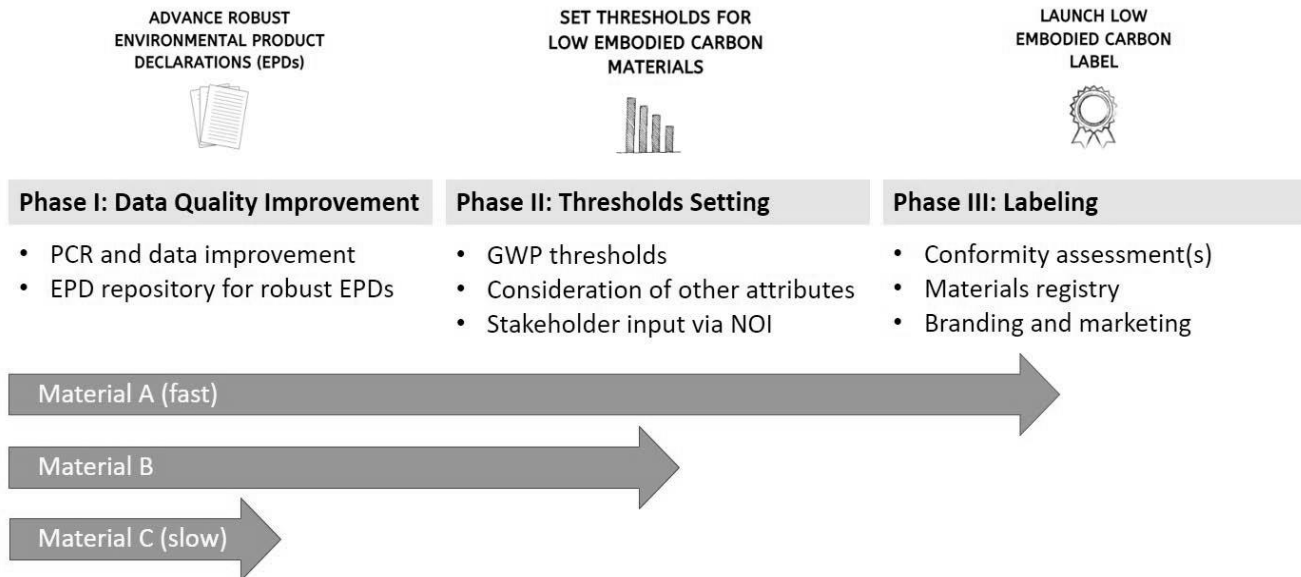 ADVANCE ROBUST
ENVIRONMENTAL PRODUCT
DECLARATIONS (EPDs)
SET THRESHOLDS FOR
LOW EMBODIED CARBON
MATERIALS
LAUNCH LOW
EMBODIED CARBON
LABEL
Phase I: Data Quality Improvement
• PCR and data improvement
• EPD repository for robust EPDs
Phase II: Thresholds Setting
• GWP thresholds
• Consideration of other attributes
• Stakeholder input via NOI
Phase III: Labeling
• Conformity assessment(s)
• Materials registry
• Branding and marketing
Material A (fast)
Material B
Material C (slow)